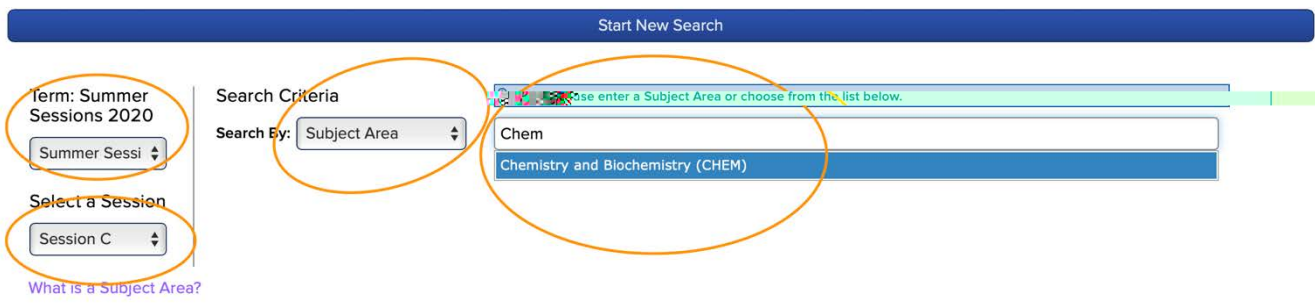 Start New Search
Term: Summer
Sessions 2020
Summer Sessi
Select a Session
Session C
What is a Subject Area?
Search Criteria
Search By: Subject Area
enter a Subject Area or choose from the list below.
Chem
Chemistry and Biochemistry (CHEM)